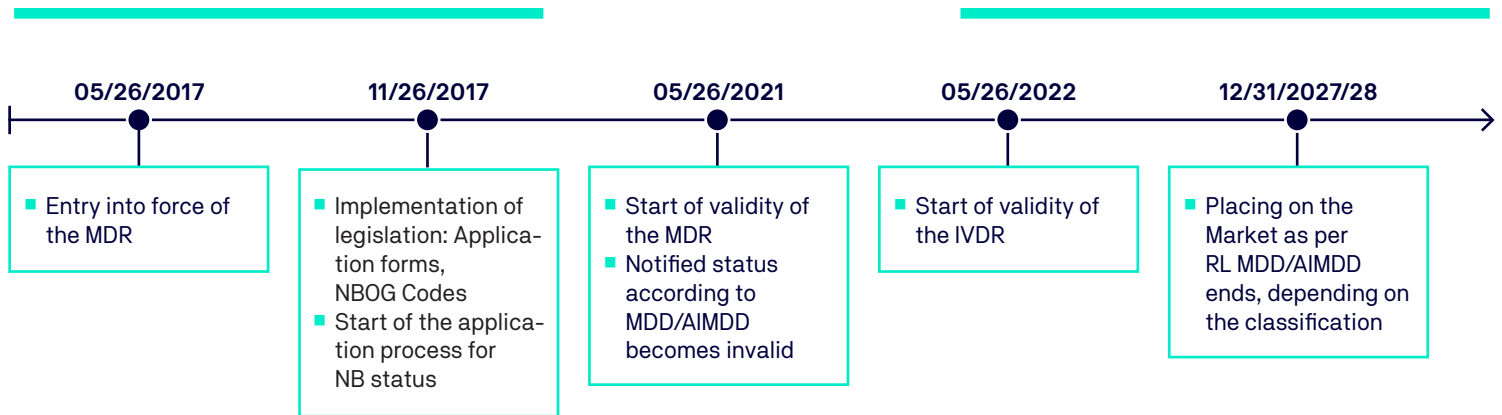 05/26/2017
11/26/2017
05/26/2021
05/26/2022
12/31/2027/28
Entry into force of
the MDR
Implementation of
legislation: Applica-
tion forms,
NBOG Codes
Start of the applica-
tion process for
NB status
Start of validity of
the MDR
Notified status
according to
MDD/AIMDD
becomes invalid
Start of validity of
the IVDR
Placing on the
Market as per
RL MDD/AIMDD
ends, depending on
the classification